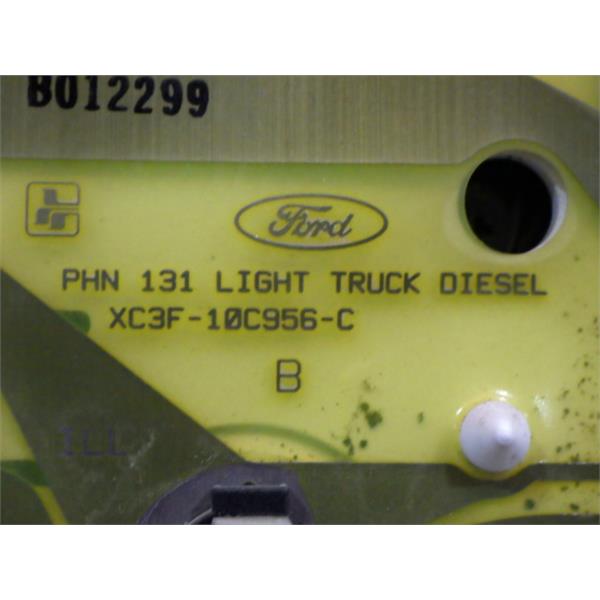 B012299
Ford
PHN 131 LIGHT TRUCK DIESEL
XC3F-10C956-C
B
ILL